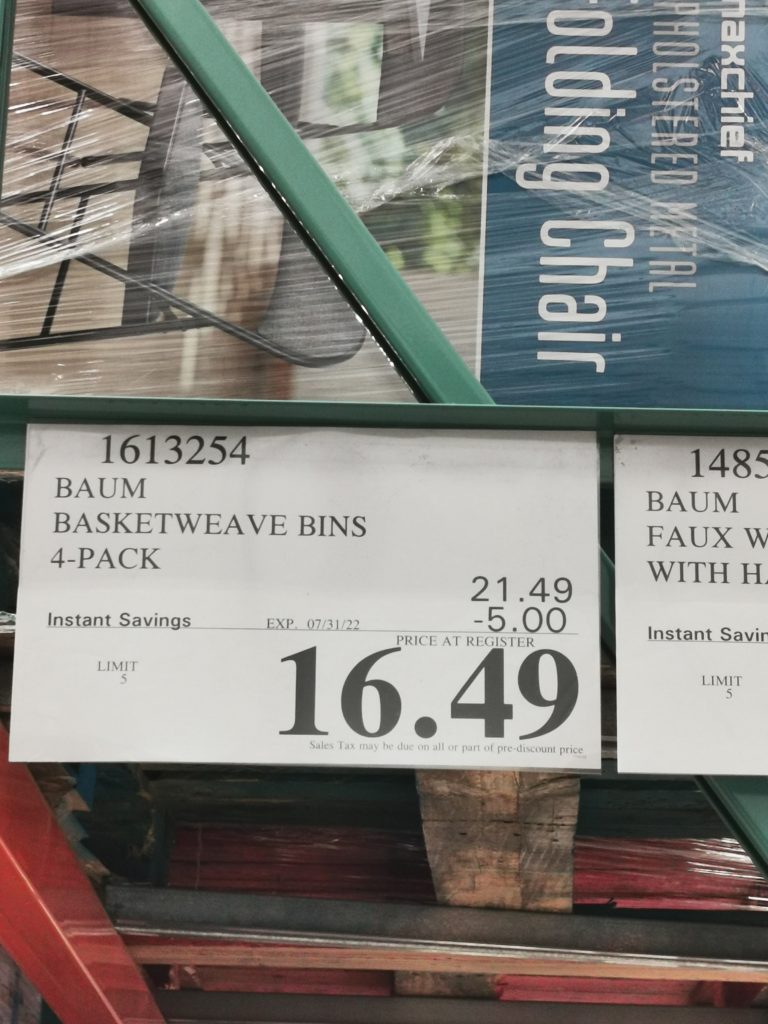 maxchief
UPHOLSTERED METAL
Folding Chair
1613254
BAUM
BASKETWEAVE BINS
4-PACK
21.49
Instant Savings EXP. 07/31/22 -5.00
PRICE AT REGISTER
LIMIT
5
16.49
Sales Tax may be due on all or part of pre-discount price
1485
BAUM
FAUX W
WITH HA
Instant Savin
LIMIT
5